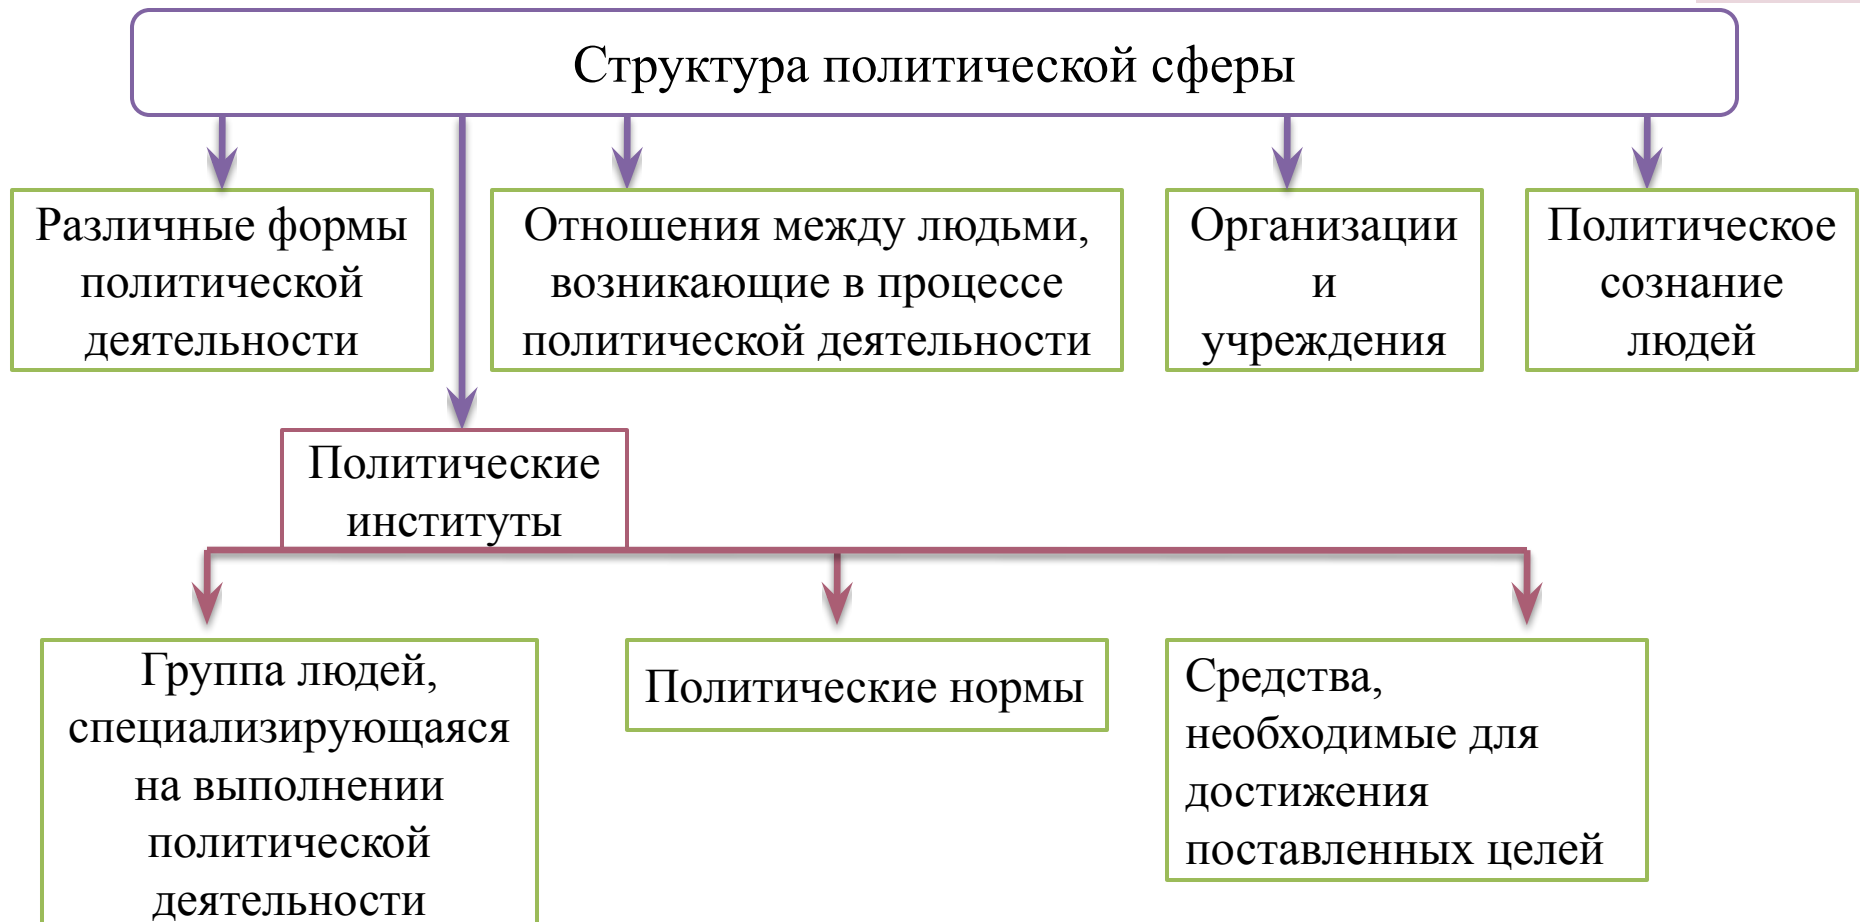 Структура политической сферы
Различные формы
политической
деятельности
Отношения между людьми,
возникающие в процессе
политической деятельности
Организации
и
учреждения
Политическое
сознание
людей
Политические
институты
Группа людей,
специализирующаяся
на выполнении
политической
деятельности
Политические нормы
Средства,
необходимые для
достижения
поставленных целей